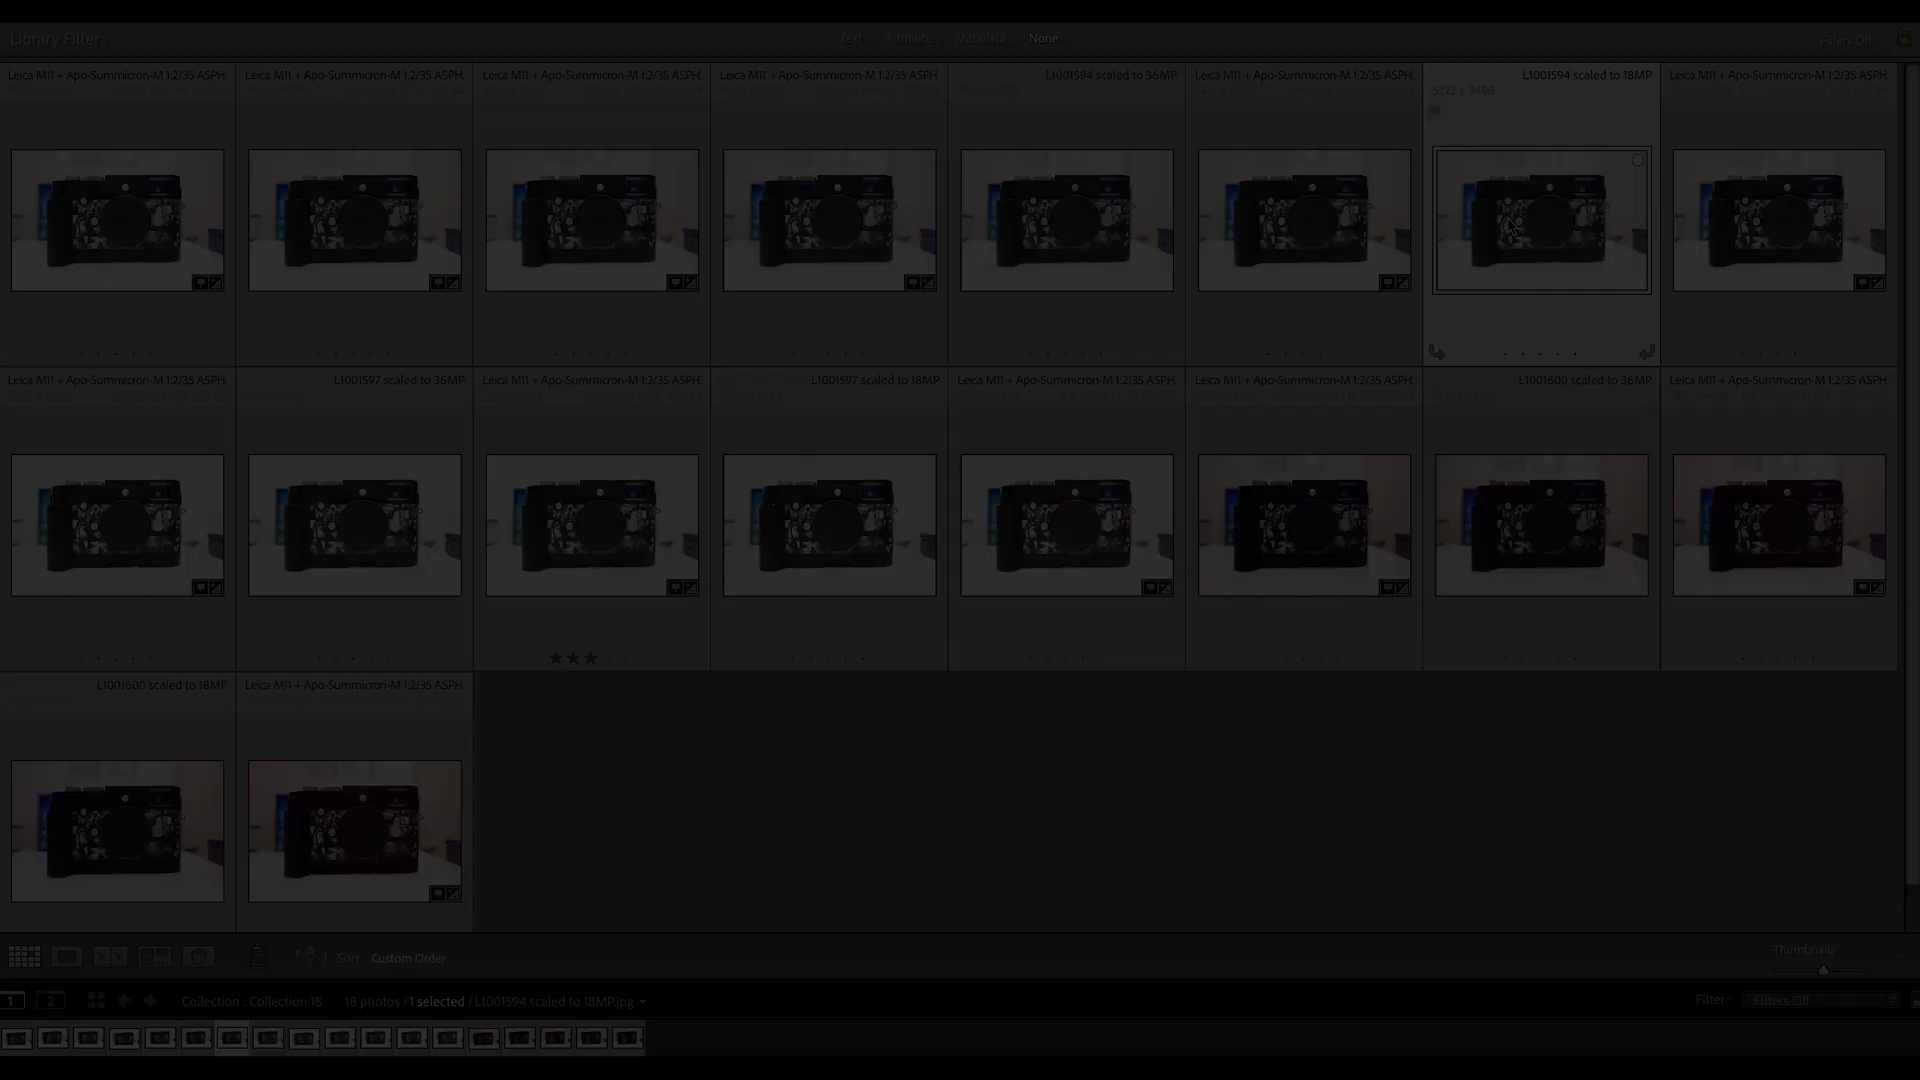 Library Filter :
Text Attribute Metadata None
Filters Off
Leica M11 + Apo-Summicron-M 1:2/35 ASPH.
Leica M11 + Apo-Summicron-M 1:2/35 ASPH.
Leica M11 + Apo-Summicron-M 1:2/35 ASPH.
Leica M11 + Apo-Summicron-M 1:2/35 ASPH.
L1001594 scaled to 36MP
Leica M11 + Apo-Summicron-M 1:2/35 ASPH.
L1001594 scaled to 18MP
5272 x 3498
Leica M11 + Apo-Summicron-M 1:2/35 ASPH
Leica M11 + Apo-Summicron-M 1:2/35 ASPH.
L1001597 scaled to 36MP
Leica M11 + Apo-Summicron-M 1:2/35 ASPH.
L1001597 scaled to 18MP
Leica M11 + Apo-Summicron-M 1:2/35 ASPH
Leica M11 + Apo-Summicron-M 1:2/35 ASPH.
L1001600 scaled to 36MP
Leica M11 + Apo-Summicron-M 1:2/35 ASPH
L1001600 scaled to 18MP
Leica M11 + Apo-Summicron-M 1:2/35 ASPH.
Sort Custom Order
Thumbnails
1 2 Collection : Collection 18 18 photos / 1 selected / L1001594 scaled to 18MP.jpg
Filter : Filters Off